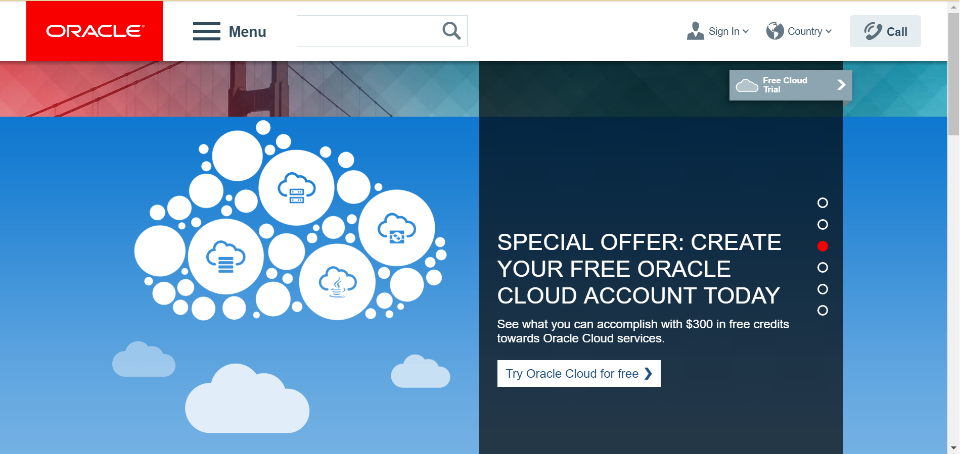 ORACLE®
Menu
Sign In
Country
Call
Free Cloud
Trial
SPECIAL OFFER: CREATE
YOUR FREE ORACLE
CLOUD ACCOUNT TODAY
See what you can accomplish with $300 in free credits
towards Oracle Cloud services.
Try Oracle Cloud for free